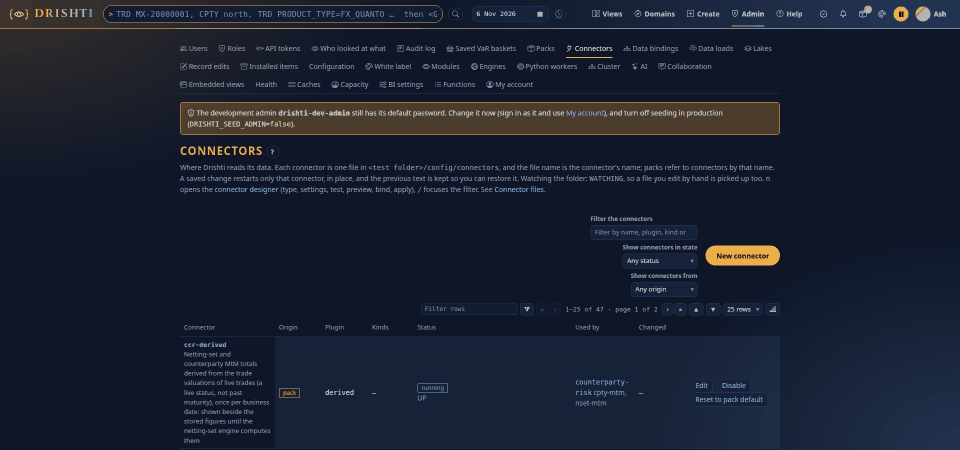 DRISHTI
> TRD MX-20000001, CPTY north, TRD PRODUCT_TYPE=FX_QUANTO … then <G
6 Nov 2026
Views
Domains
Create
Admin
Help
Ash
Users
Roles
API tokens
Who looked at what
Audit log
Saved VaR baskets
Packs
Connectors
Data bindings
Data loads
Lakes
Record edits
Installed items
Configuration
White label
Modules
Engines
Python workers
Cluster
AI
Collaboration
Embedded views
Health
Caches
Capacity
BI settings
Functions
My account
The development admin drishti-dev-admin still has its default password. Change it now (sign in as it and use My account), and turn off seeding in production
(DRISHTI_SEED_ADMIN=false).
CONNECTORS ?
Where Drishti reads its data. Each connector is one file in <test folder>/config/connectors, and the file name is the connector's name; packs refer to connectors by that name.
A saved change restarts only that connector, in place, and the previous text is kept so you can restore it. Watching the folder: WATCHING, so a file you edit by hand is picked up too. n
opens the connector designer (type, settings, test, preview, bind, apply), / focuses the filter. See Connector files.
Filter the connectors
Filter by name, plugin, kind or
Show connectors in state
Any status
New connector
Show connectors from
Any origin
Filter rows
1–25 of 47 · page 1 of 2
25 rows
Connector
Origin
Plugin
Kinds
Status
Used by
Changed
ccr-derived
Netting-set and
counterparty MtM totals
derived from the trade
valuations of live trades (a
live status, not past
maturity), once per business
date: shown beside the
stored figures until the
netting-set engine computes
them
pack
derived
—
running
UP
counterparty-
risk cpty-mtm,
nset-mtm
—
Edit
Disable
Reset to pack default